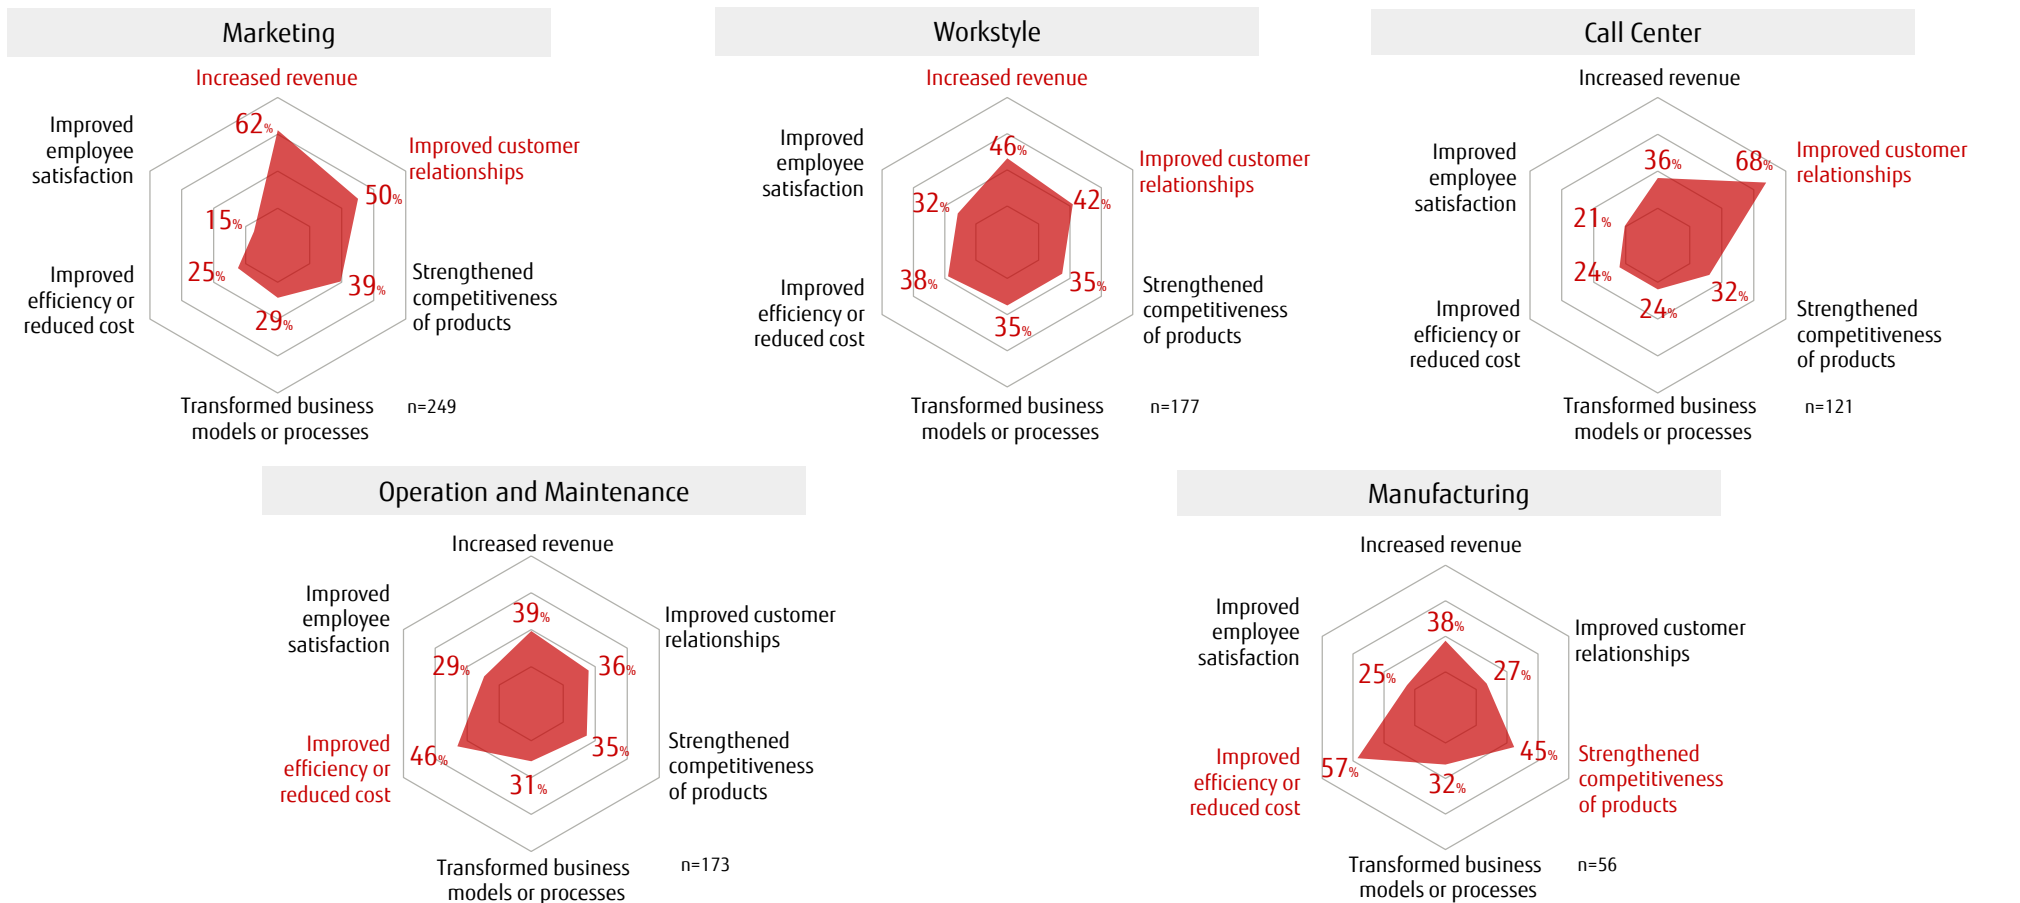 Marketing
Increased revenue
Improved
employee
satisfaction
62%
Improved customer
relationships
50%
15%
25%
39%
29%
Improved
efficiency or
reduced cost
Strengthened
competitiveness
of products
Transformed business
models or processes
n=249
Workstyle
Increased revenue
Improved
employee
satisfaction
46%
Improved customer
relationships
32%
42%
38%
35%
35%
Improved
efficiency or
reduced cost
Strengthened
competitiveness
of products
Transformed business
models or processes
n=177
Call Center
Increased revenue
Improved
employee
satisfaction
36%
68%
Improved customer
relationships
21%
24%
32%
24%
Improved
efficiency or
reduced cost
Strengthened
competitiveness
of products
Transformed business
models or processes
n=121
Operation and Maintenance
Increased revenue
Improved
employee
satisfaction
39%
Improved customer
relationships
29%
36%
46%
35%
31%
Improved
efficiency or
reduced cost
Strengthened
competitiveness
of products
Transformed business
models or processes
n=173
Manufacturing
Increased revenue
Improved
employee
satisfaction
38%
Improved customer
relationships
25%
27%
57%
45%
32%
Improved
efficiency or
reduced cost
Strengthened
competitiveness
of products
Transformed business
models or processes
n=56